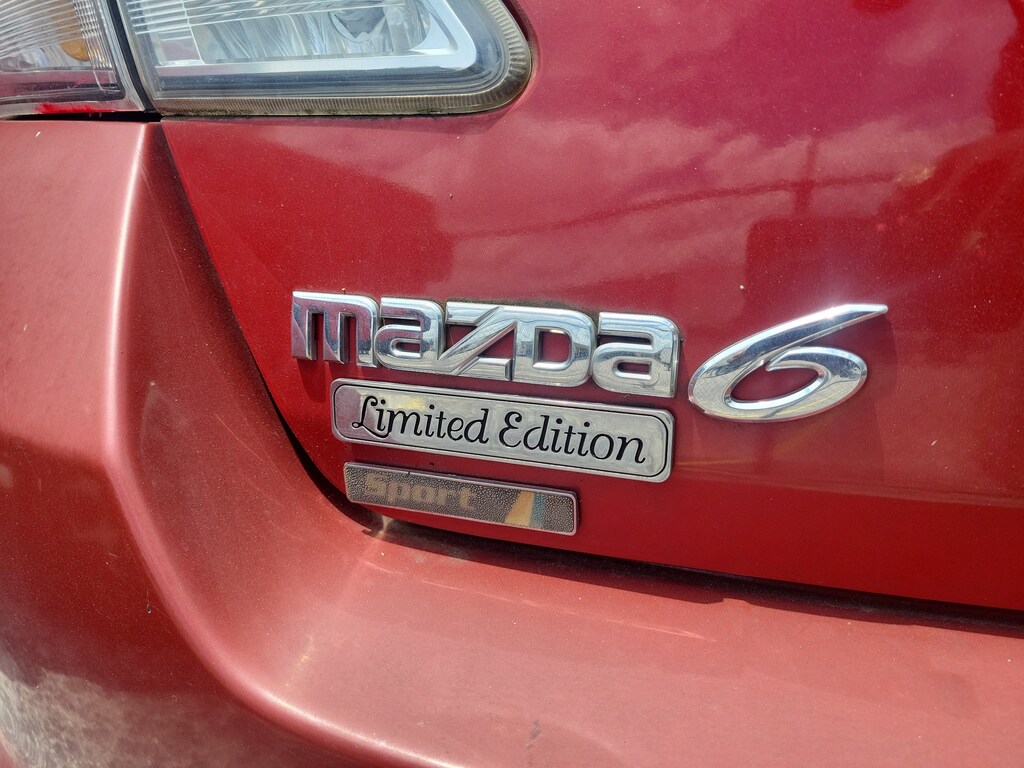 mazda 6
Limited Edition
Sport